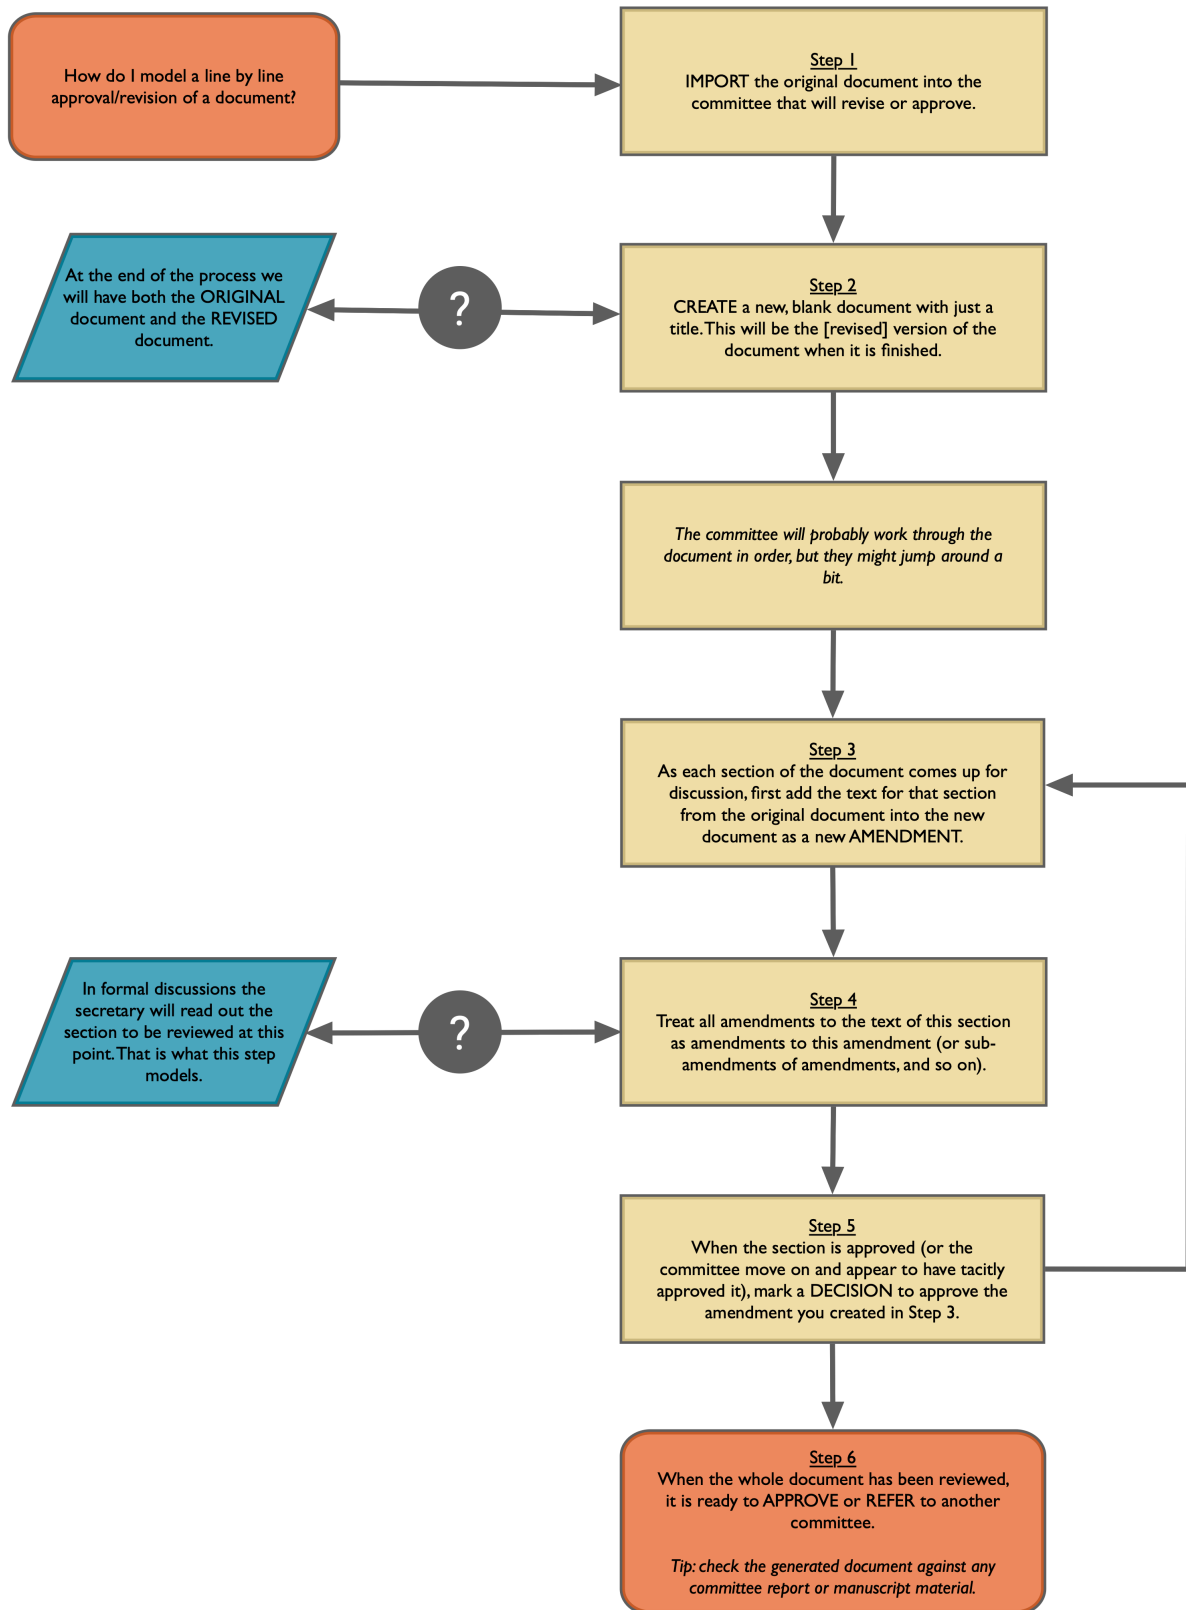 How do I model a line by line
approval/revision of a document?
Step 1
IMPORT the original document into the
committee that will revise or approve.
At the end of the process we
will have both the ORIGINAL
document and the REVISED
document.
?
Step 2
CREATE a new, blank document with just a
title. This will be the [revised] version of the
document when it is finished.
The committee will probably work through the
document in order, but they might jump around a
bit.
Step 3
As each section of the document comes up for
discussion, first add the text for that section
from the original document into the new
document as a new AMENDMENT.
In formal discussions the
secretary will read out the
section to be reviewed at this
point. That is what this step
models.
?
Step 4
Treat all amendments to the text of this section
as amendments to this amendment (or sub-
amendments of amendments, and so on).
Step 5
When the section is approved (or the
committee move on and appear to have tacitly
approved it), mark a DECISION to approve the
amendment you created in Step 3.
Step 6
When the whole document has been reviewed,
it is ready to APPROVE or REFER to another
committee.
Tip: check the generated document against any
committee report or manuscript material.